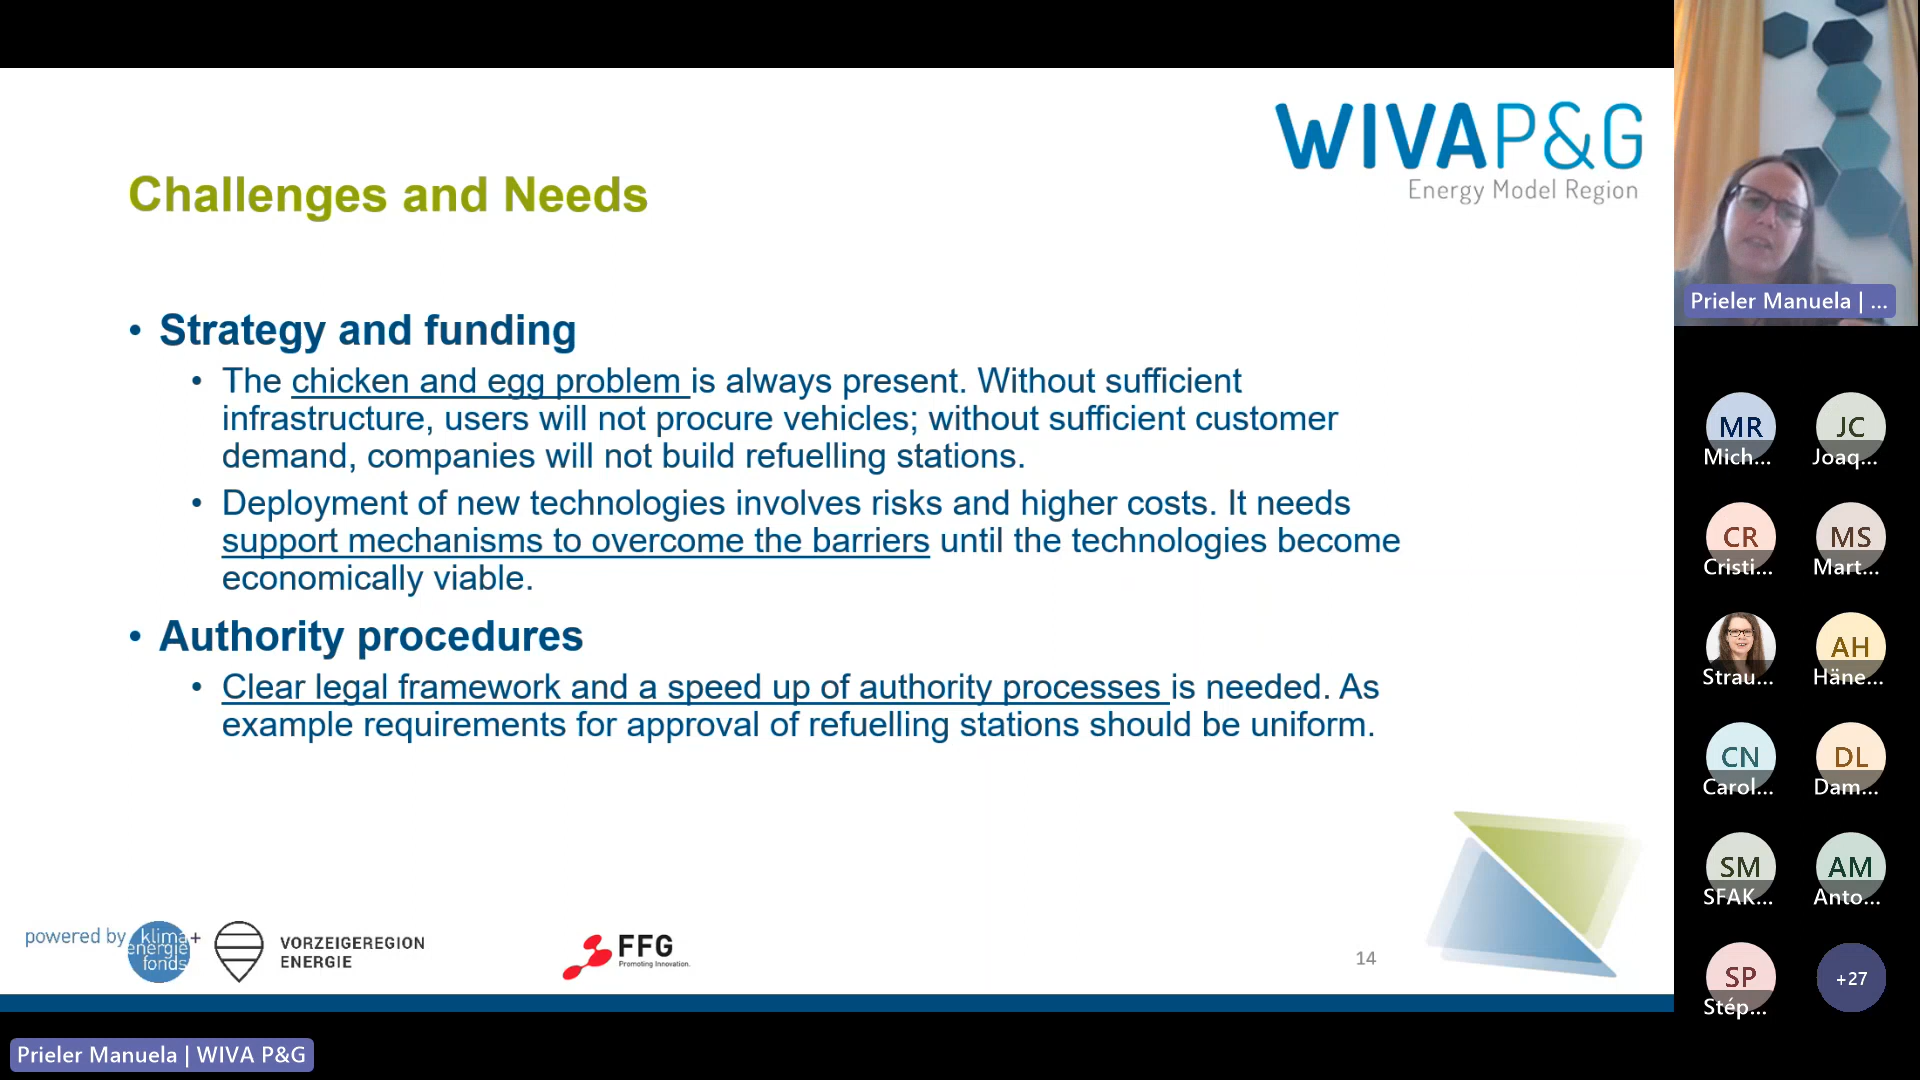 WIVAP&G
Energy Model Region
Challenges and Needs
• Strategy and funding
• The chicken and egg problem is always present. Without sufficient
infrastructure, users will not procure vehicles; without sufficient customer
demand, companies will not build refuelling stations.
• Deployment of new technologies involves risks and higher costs. It needs
support mechanisms to overcome the barriers until the technologies become
economically viable.
• Authority procedures
• Clear legal framework and a speed up of authority processes is needed. As
example requirements for approval of refuelling stations should be uniform.
powered by
klima+
energie
fonds
VORZEIGEREGION
ENERGIE
FFG
Promoting Innovation.
14
Prieler Manuela | WIVA P&G
Prieler Manuela | ...
MR
Mich...
JC
Joaq...
CR
Cristi...
MS
Mart...
Strau...
AH
Häne...
CN
Carol...
DL
Dam...
SM
SFAK...
AM
Anto...
SP
Stép...
+27